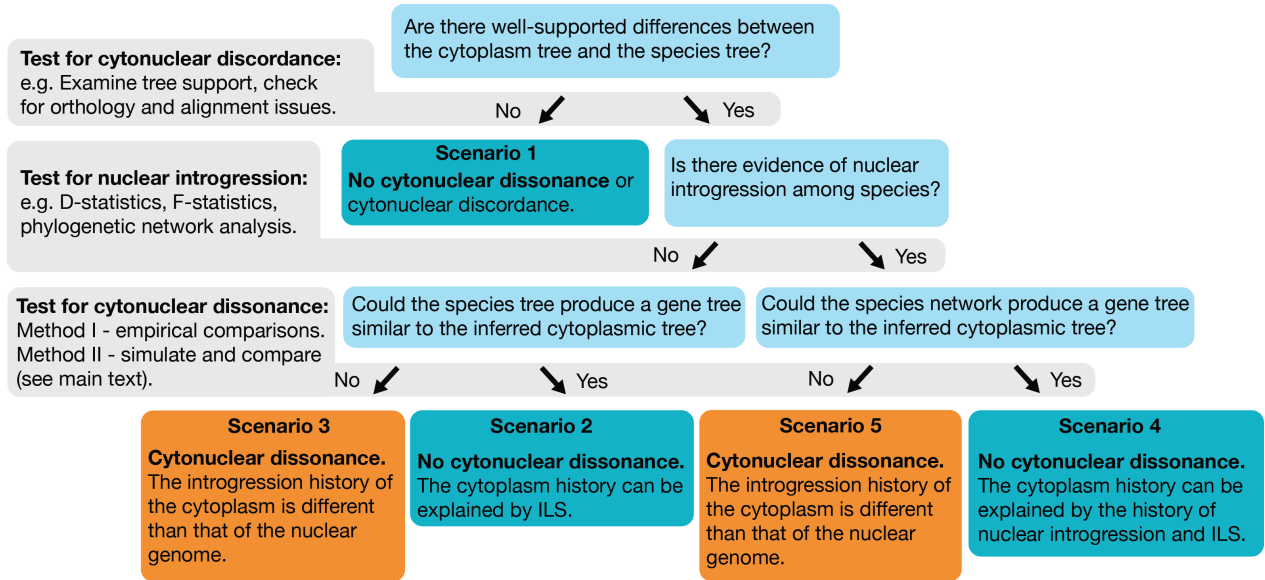 Are there well-supported differences between
the cytoplasm tree and the species tree?
Test for cytonuclear discordance:
e.g. Examine tree support, check
for orthology and alignment issues.
No
Yes
Scenario 1
No cytonuclear dissonance or
cytonuclear discordance.
Is there evidence of nuclear
introgression among species?
Test for nuclear introgression:
e.g. D-statistics, F-statistics,
phylogenetic network analysis.
No
Yes
Test for cytonuclear dissonance:
Method I - empirical comparisons.
Method II - simulate and compare
(see main text).
Could the species tree produce a gene tree
similar to the inferred cytoplasmic tree?
Could the species network produce a gene tree
similar to the inferred cytoplasmic tree?
No
Yes
No
Yes
Scenario 3
Cytonuclear dissonance.
The introgression history of
the cytoplasm is different
than that of the nuclear
genome.
Scenario 2
No cytonuclear dissonance.
The cytoplasm history can be
explained by ILS.
Scenario 5
Cytonuclear dissonance.
The introgression history of
the cytoplasm is different
than that of the nuclear
genome.
Scenario 4
No cytonuclear dissonance.
The cytoplasm history can be
explained by the history of
nuclear introgression and ILS.